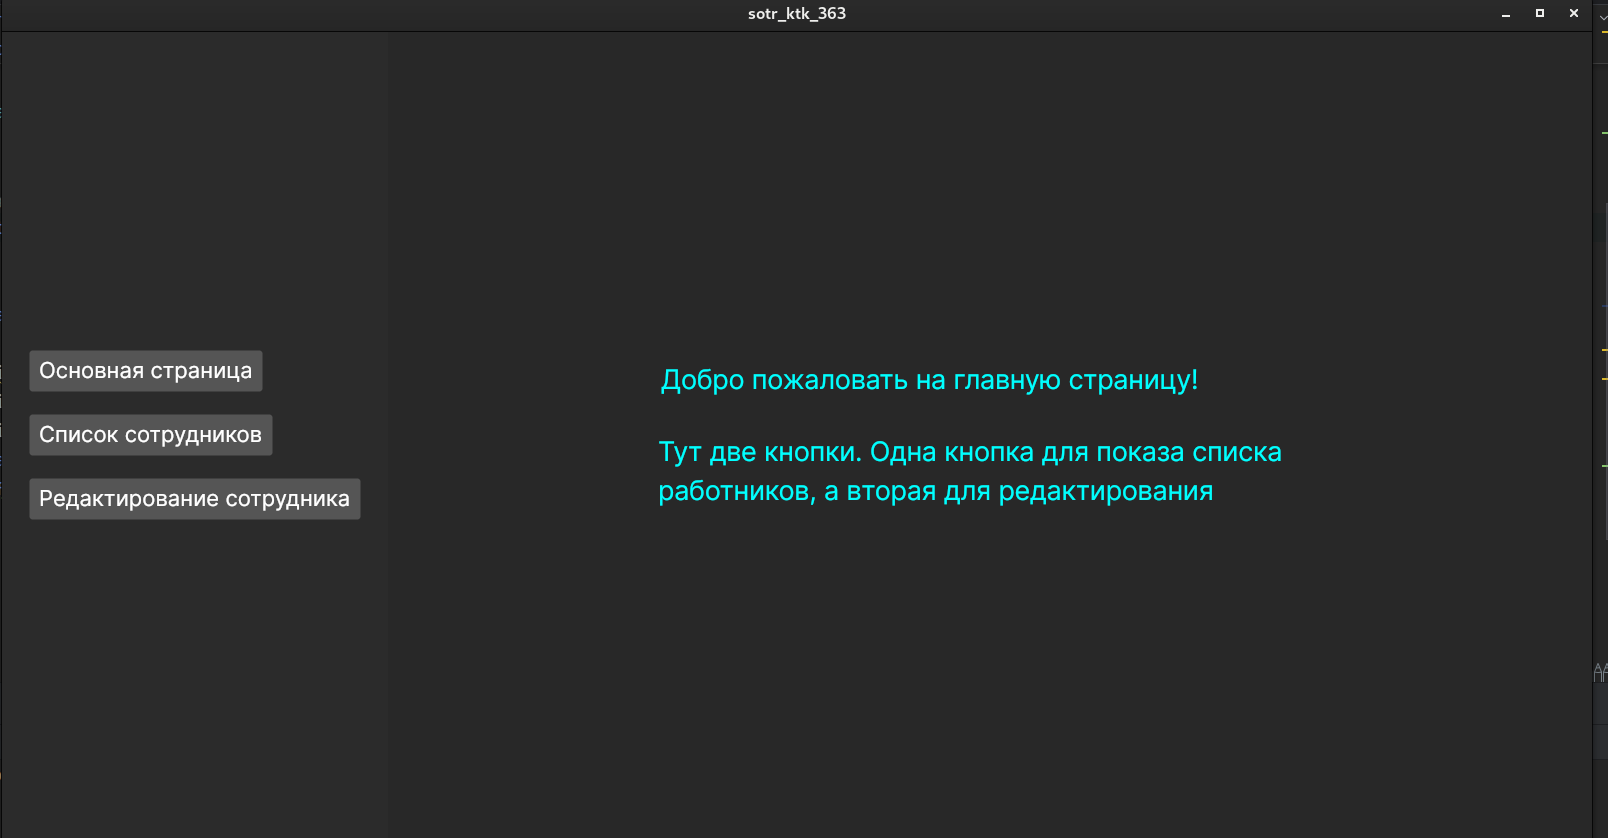 sotr_ktk_363
Основная страница
Список сотрудников
Редактирование сотрудника
Добро пожаловать на главную страницу!
Тут две кнопки. Одна кнопка для показа списка
работников, а вторая для редактирования